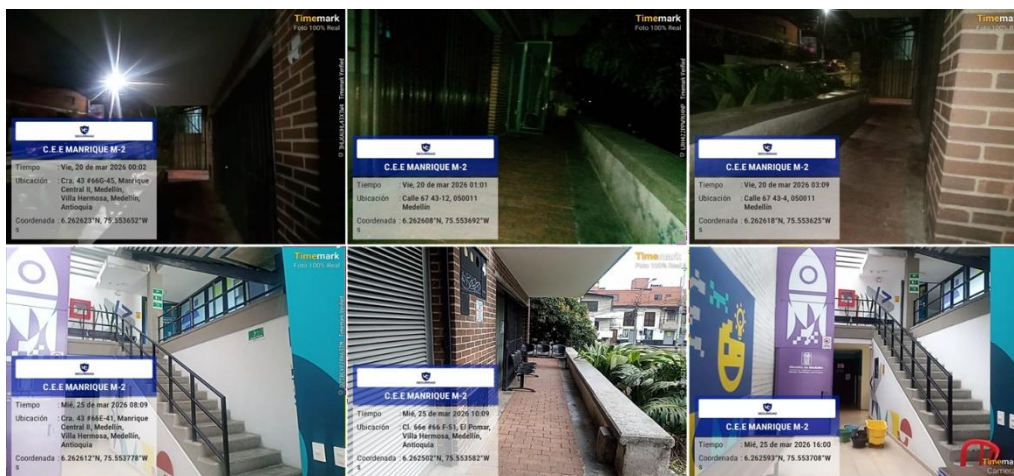 Timemark
Foto 100% Real
C.E.E MANRIQUE M-2
Tiempo : Vie, 20 de mar 2026 00:02
Ubicación : Cra. 43 #66G-45, Manrique
Central II, Medellín,
Villa Hermosa, Medellín,
Antioquia
Coordenada : 6.262623°N, 75.553652°W
s
Timemark
Foto 100% Real
C.E.E MANRIQUE M-2
Tiempo : Vie, 20 de mar 2026 01:01
Ubicación : Calle 67 43-12, 050011
Medellín
Coordenada : 6.262608°N, 75.553692°W
s
Timemark
Foto 100% Real
C.E.E MANRIQUE M-2
Tiempo : Vie, 20 de mar 2026 03:09
Ubicación : Calle 67 43-4, 050011
Medellín
Coordenada : 6.262618°N, 75.553625°W
s
Timemark
Foto 100% Real
C.E.E MANRIQUE M-2
Tiempo : Mié, 25 de mar 2026 08:09
Ubicación : Cra. 43 #66E-41, Manrique
Central II, Medellín,
Villa Hermosa, Medellín,
Antioquia
Coordenada : 6.262612°N, 75.553778°W
s
Timemark
Foto 100% Real
C.E.E MANRIQUE M-2
Tiempo : Mié, 25 de mar 2026 10:09
Ubicación : Cl. 66e #66 F-51, El Pomar,
Villa Hermosa, Medellín,
Antioquia
Coordenada : 6.262502°N, 75.553582°W
s
C.E.E MANRIQUE M-2
Tiempo : Mié, 25 de mar 2026 16:00
Coordenada : 6.262593°N, 75.553708°W
s
Timemark
Camera